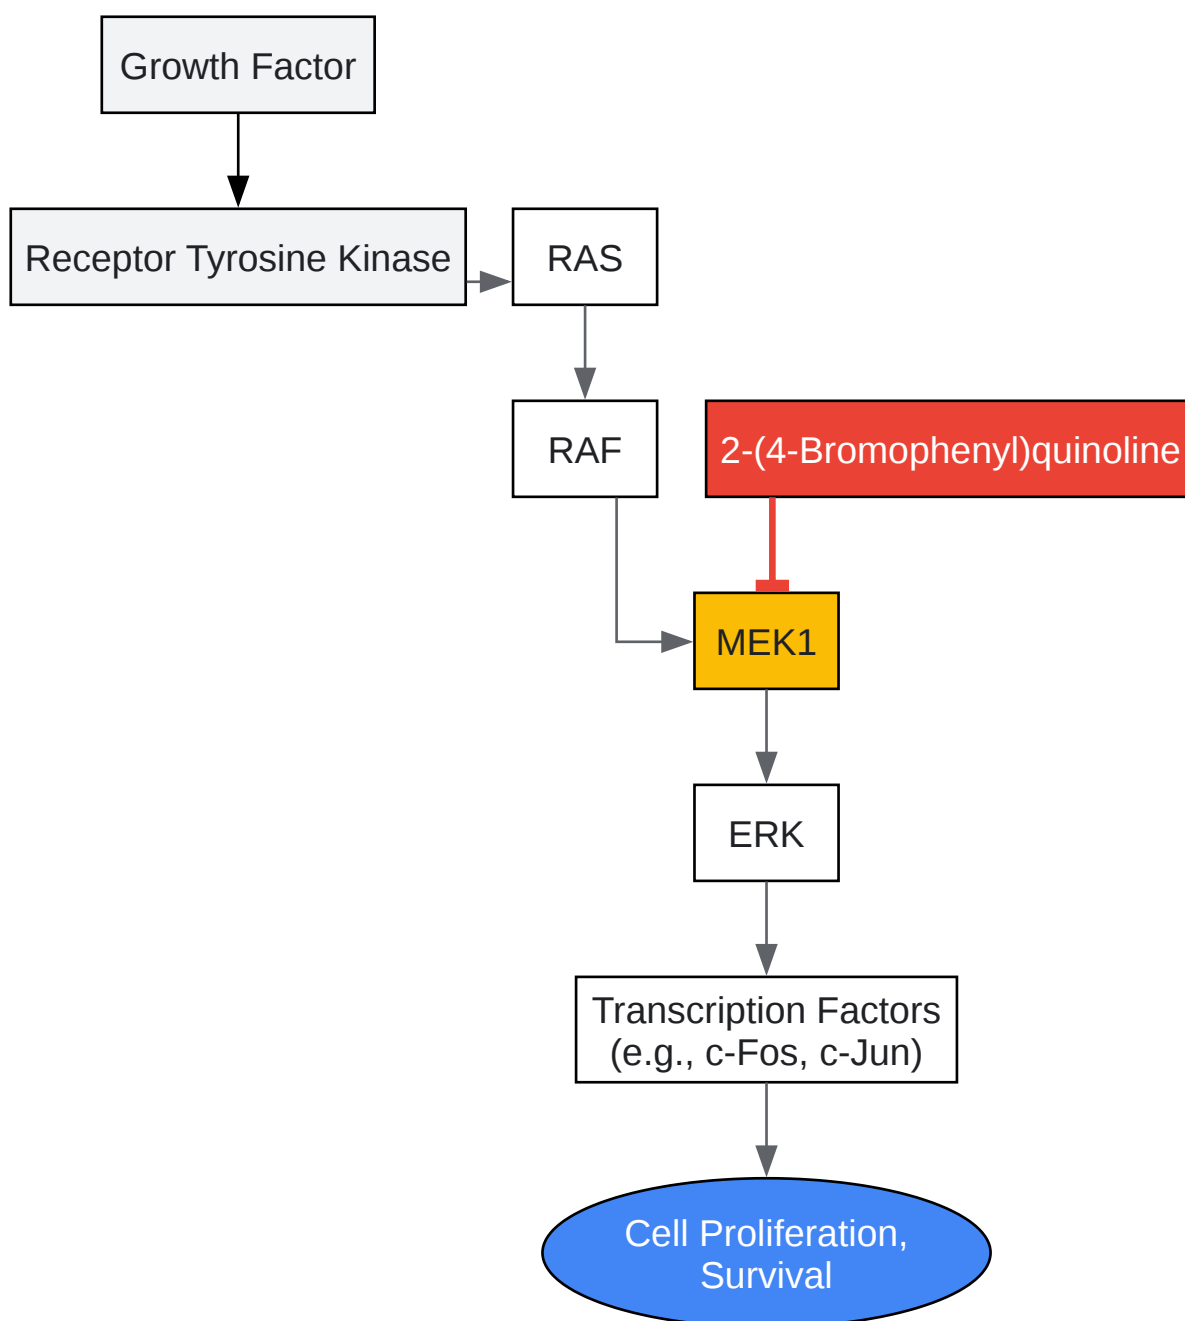 Growth Factor
Receptor Tyrosine Kinase
RAS
RAF
2-(4-Bromophenyl)quinoline
MEK1
ERK
Transcription Factors
(e.g., c-Fos, c-Jun)
Cell Proliferation,
Survival